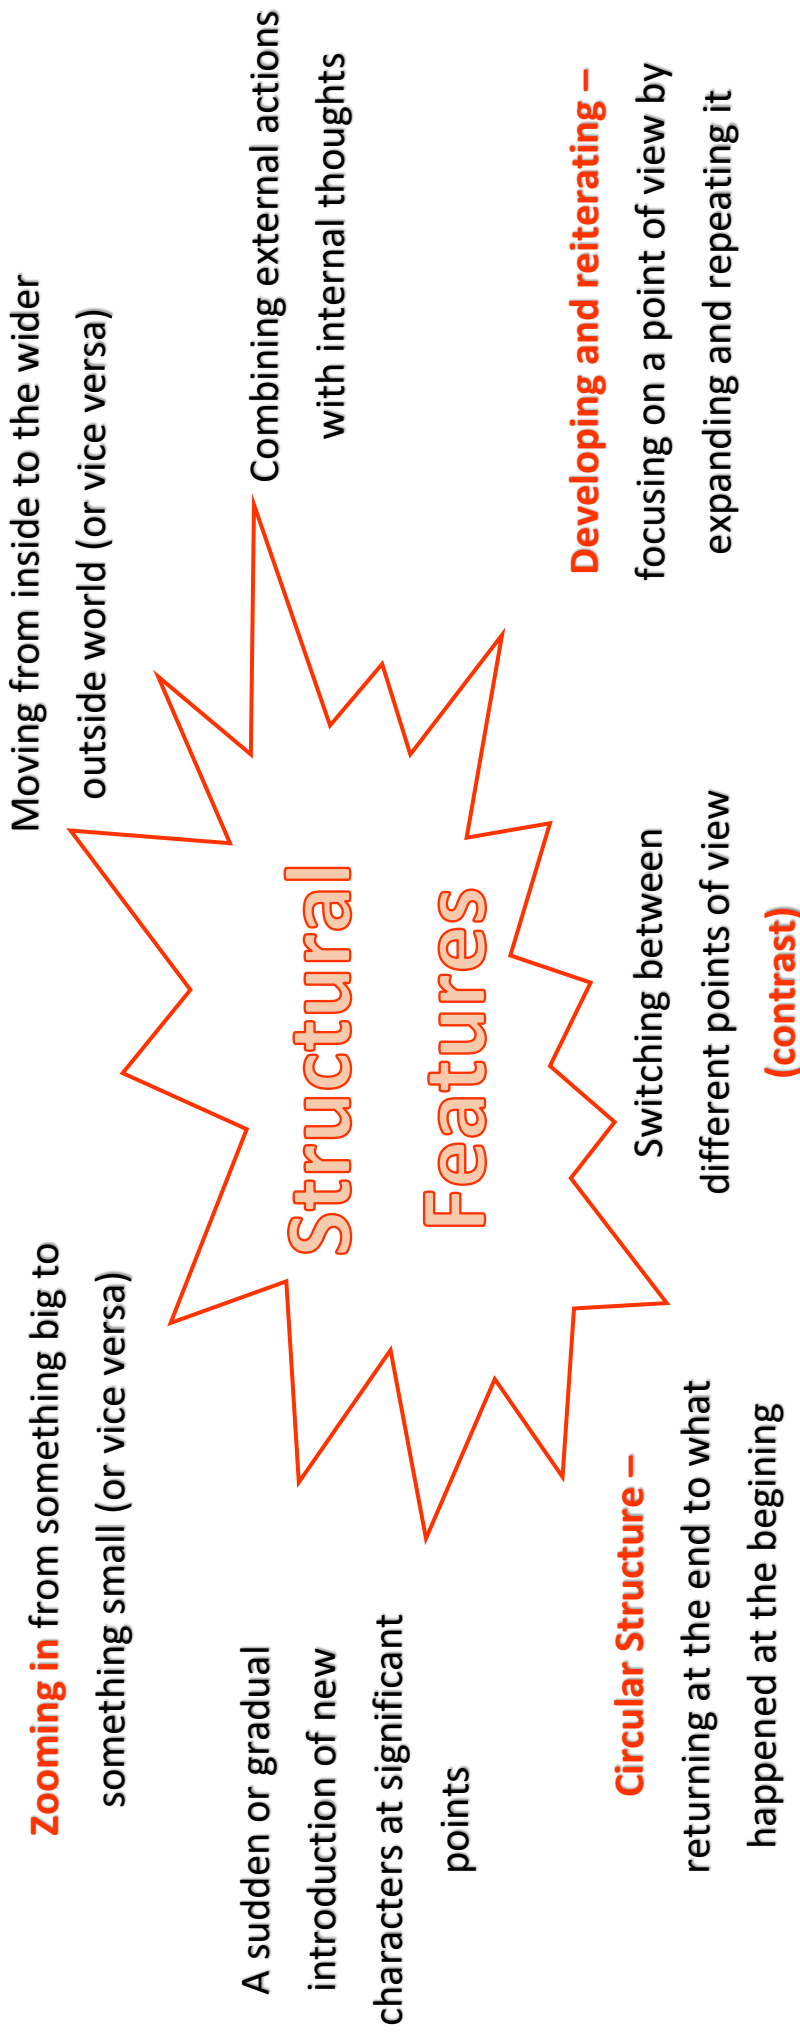 Zooming in from something big to
something small (or vice versa)
Moving from inside to the wider
outside world (or vice versa)
A sudden or gradual
introduction of new
characters at significant
points
Structural
Features
Combining external actions
with internal thoughts
Circular Structure –
returning at the end to what
happened at the begining
Switching between
different points of view
(contrast)
Developing and reiterating –
focusing on a point of view by
expanding and repeating it